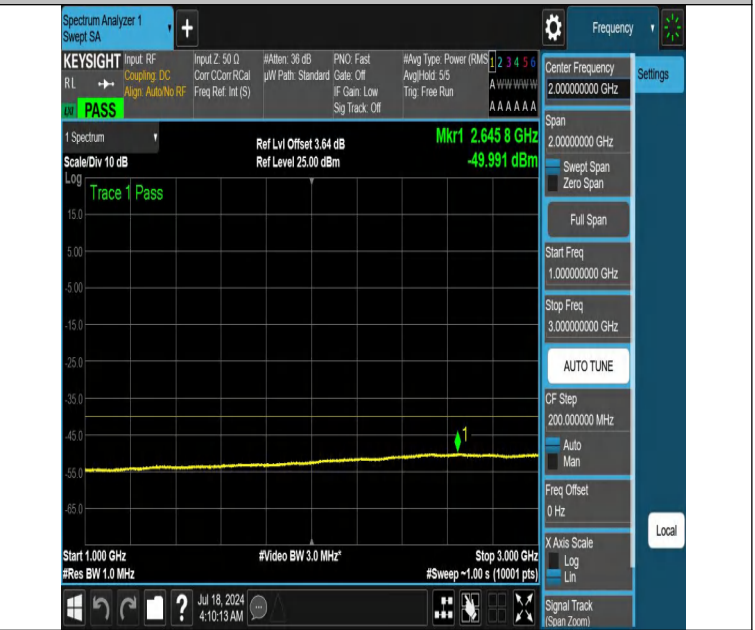 Spectrum Analyzer 1
Swept SA
+
Frequency
KEYSIGHT
RL
PASS
Input: RF
Coupling: DC
Align: Auto/No RF
Input Z: 50 Ω
Corr CCorr RCal
Freq Ref: Int (S)
#Atten: 36 dB
µW Path: Standard
PNO: Fast
Gate: Off
IF Gain: Low
Sig Track: Off
#Avg Type: Power (RMS
Avg|Hold: 5/5
Trig: Free Run
1 2 3 4 5 6
A W W W W W
A A A A A A
1 Spectrum
Scale/Div 10 dB
Ref Lvl Offset 3.64 dB
Ref Level 25.00 dBm
Mkr1 2.645 8 GHz
-49.991 dBm
Log
Trace 1 Pass
15.0
5.00
-5.00
-15.0
-25.0
-35.0
-45.0
-55.0
-65.0
1
Start 1.000 GHz
#Res BW 1.0 MHz
#Video BW 3.0 MHz*
Stop 3.000 GHz
#Sweep ~1.00 s (10001 pts)
Center Frequency
2.000000000 GHz
Settings
Span
2.00000000 GHz
Swept Span
Zero Span
Full Span
Start Freq
1.000000000 GHz
Stop Freq
3.000000000 GHz
AUTO TUNE
CF Step
200.000000 MHz
Auto
Man
Freq Offset
0 Hz
X Axis Scale
Log
Lin
Local
Signal Track
(Span Zoom)
?
Jul 18, 2024
4:10:13 AM